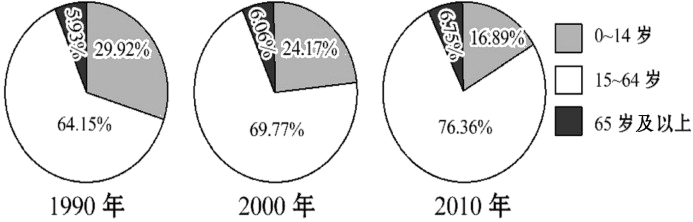 5.93%
29.92%
64.15%
1990 年
6.06%
24.17%
69.77%
2000 年
6.75%
16.89%
76.36%
2010 年
0~14 岁
15~64 岁
65 岁及以上